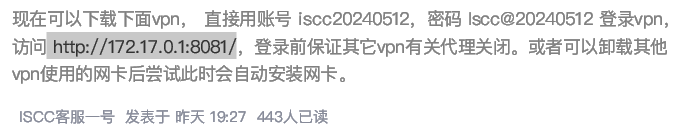 现在可以下载下面vpn， 直接用账号 iscc20240512，密码 Iscc@20240512 登录vpn,
访问 http://172.17.0.1:8081/，登录前保证其它vpn有关代理关闭。或者可以卸载其他
vpn使用的网卡后尝试此时会自动安装网卡。
ISCC客服一号 发表于 昨天 19:27 443人已读